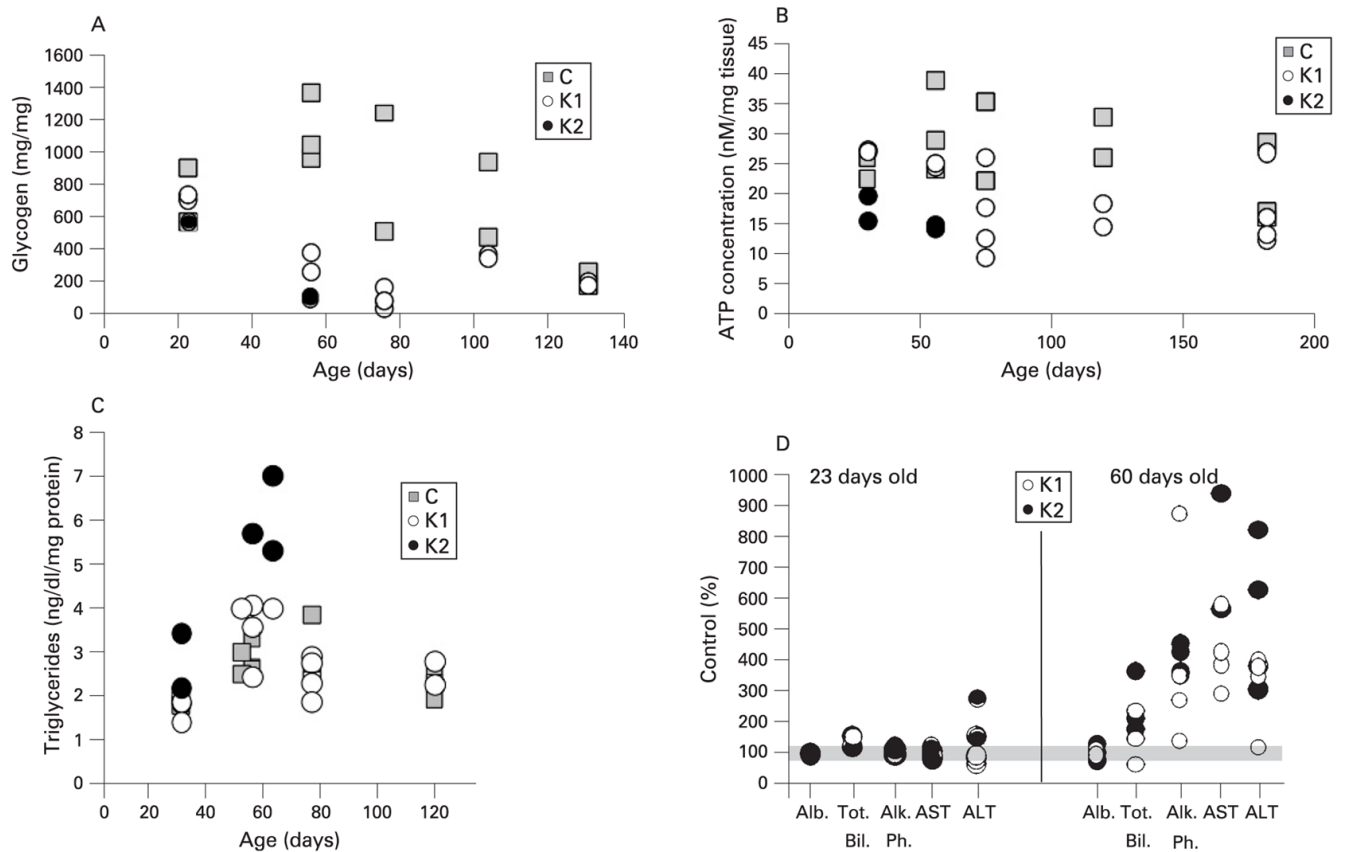 A
Glycogen (mg/mg)
1600
1400
1200
1000
800
600
400
200
0
0 20 40 60 80 100 120 140
Age (days)
C
K1
K2
B
ATP concentration (nM/mg tissue)
45
40
35
30
25
20
15
10
5
0
0 50 100 150 200
Age (days)
C
K1
K2
C
Triglycerides (ng/dl/mg protein)
8
7
6
5
4
3
2
1
0
0 20 40 60 80 100 120
Age (days)
C
K1
K2
D
Control (%)
1000
900
800
700
600
500
400
300
200
100
0
23 days old
K1
K2
60 days old
Alb. Tot. Alk. AST ALT Alb. Tot. Alk. AST ALT
Bil. Ph. Bil. Ph.